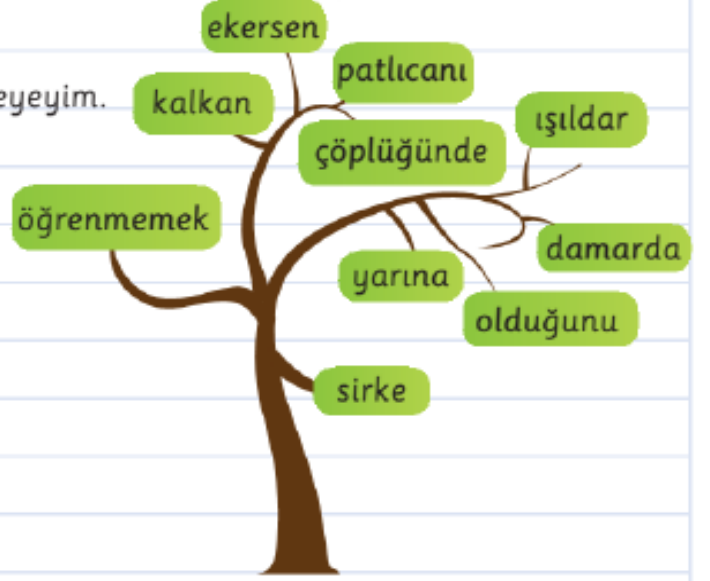 ekersen
patlıcanı
eyeyim.
kalkan
ışıldar
çöplüğünde
öğrenmemek
damarda
yarına
olduğunu
sirke